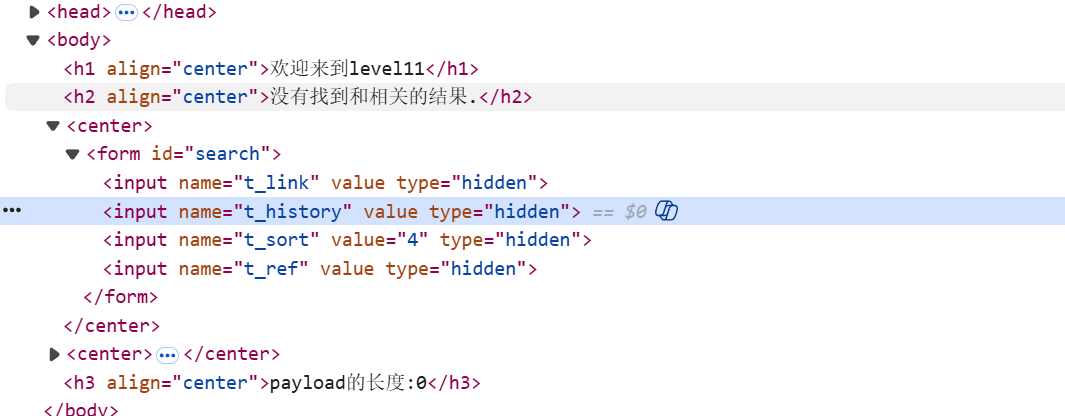 <head> ••• </head>
<body>
<h1 align="center">欢迎来到level11</h1>
<h2 align="center">没有找到和相关的结果.</h2>
<center>
<form id="search">
<input name="t_link" value type="hidden">
<input name="t_history" value type="hidden"> == $0
<input name="t_sort" value="4" type="hidden">
<input name="t_ref" value type="hidden">
</form>
</center>
<center> ••• </center>
<h3 align="center">payload的长度:0</h3>
</body>